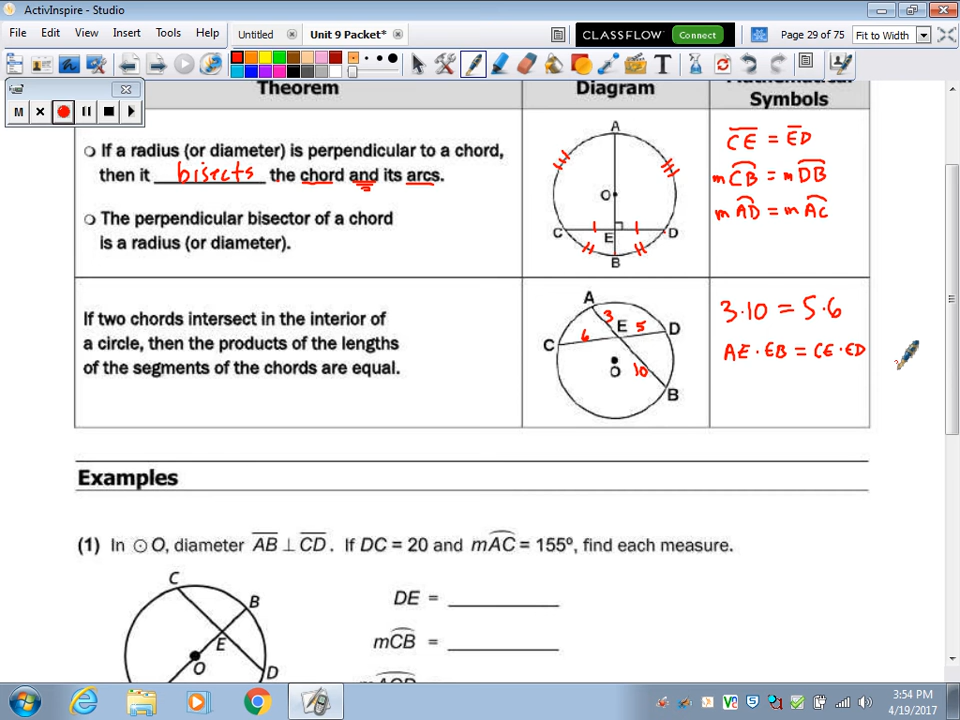 ActivInspire - Studio
File Edit View Insert Tools Help Untitled Unit 9 Packet* CLASSFLOW Connect Page 29 of 75 Fit to Width
M
Theorem Diagram
Symbols
If a radius (or diameter) is perpendicular to a chord,
then it bisects the chord and its arcs.
The perpendicular bisector of a chord
is a radius (or diameter).
A
O
C E D
B
CE = ED
mCB = mDB
mAD = mAC
If two chords intersect in the interior of
a circle, then the products of the lengths
of the segments of the chords are equal.
A
3 E 5 D
C 6
O 10
B
3·10 = 5·6
AE·EB = CE·ED
Examples
(1) In ⊙O, diameter AB ⊥ CD. If DC = 20 and mAC = 155º, find each measure.
C
B
E
O
D
DE = ________
mCB = ________
3:54 PM
4/19/2017